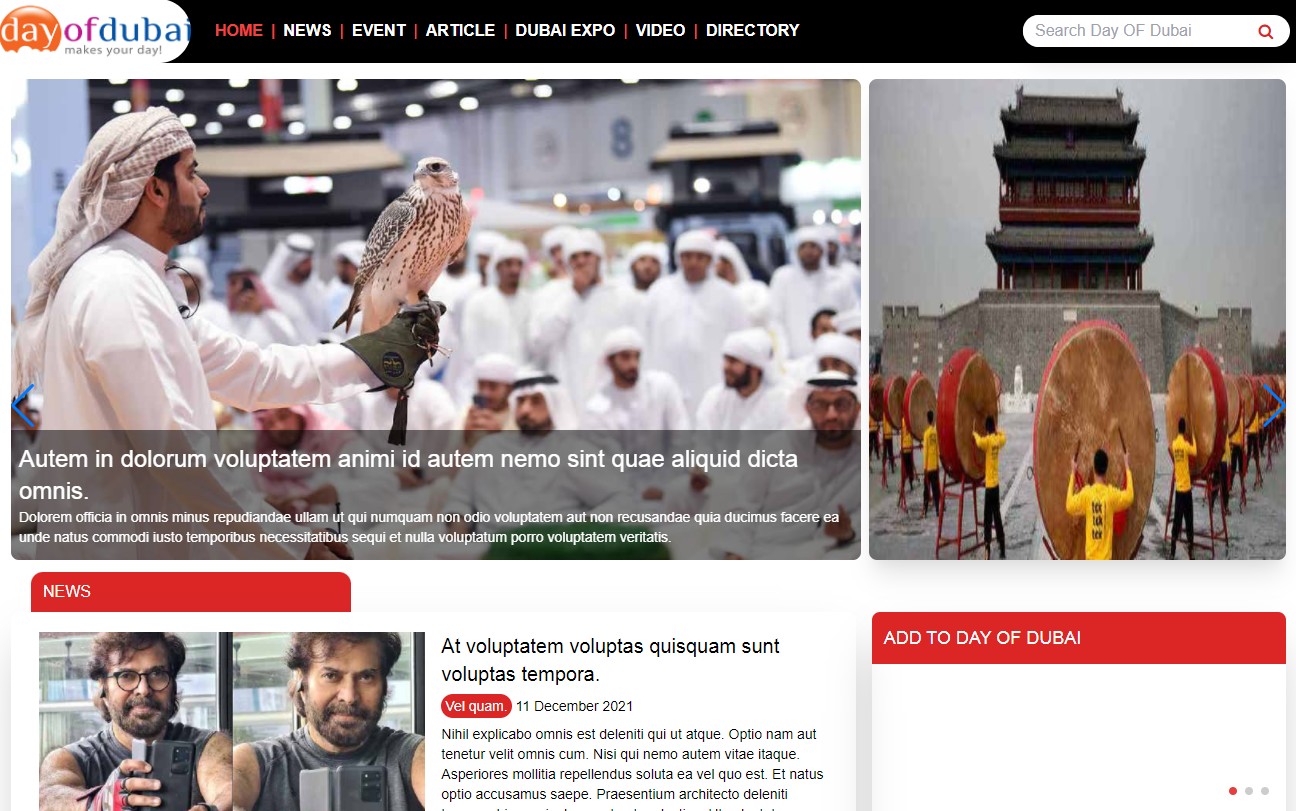 dayofdubai
makes your day!
HOME | NEWS | EVENT | ARTICLE | DUBAI EXPO | VIDEO | DIRECTORY
Search Day OF Dubai
8
Autem in dolorum voluptatem animi id autem nemo sint quae aliquid dicta
omnis.
Dolorem officia in omnis minus repudiandae ullam ut qui numquam non odio voluptatem aut non recusandae quia ducimus facere ea
unde natus commodi iusto temporibus necessitatibus sequi et nulla voluptatum porro voluptatem veritatis.
NEWS
At voluptatem voluptas quisquam sunt
voluptas tempora.
Vel quam. 11 December 2021
Nihil explicabo omnis est deleniti qui ut atque. Optio nam aut
tenetur velit omnis cum. Nisi qui nemo autem vitae itaque.
Asperiores mollitia repellendus soluta ea vel quo est. Et natus
optio accusamus saepe. Praesentium architecto deleniti
ADD TO DAY OF DUBAI